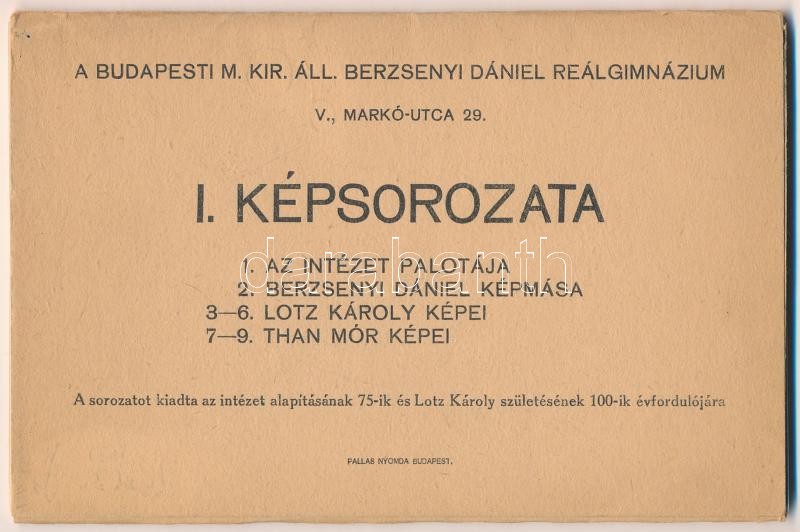 A BUDAPESTI M. KIR. ÁLL. BERZSENYI DÁNIEL REÁLGIMNÁZIUM
V., MARKÓ-UTCA 29.
I. KÉPSOROZATA
1. AZ INTÉZET PALOTÁJA
2. BERZSENYI DÁNIEL KÉPMÁSA
3—6. LOTZ KÁROLY KÉPEI
7—9. THAN MÓR KÉPEI
darabanth
A sorozatot kiadta az intézet alapításának 75-ik és Lotz Károly születésének 100-ik évfordulójára
PALLAS NYOMDA BUDAPEST.